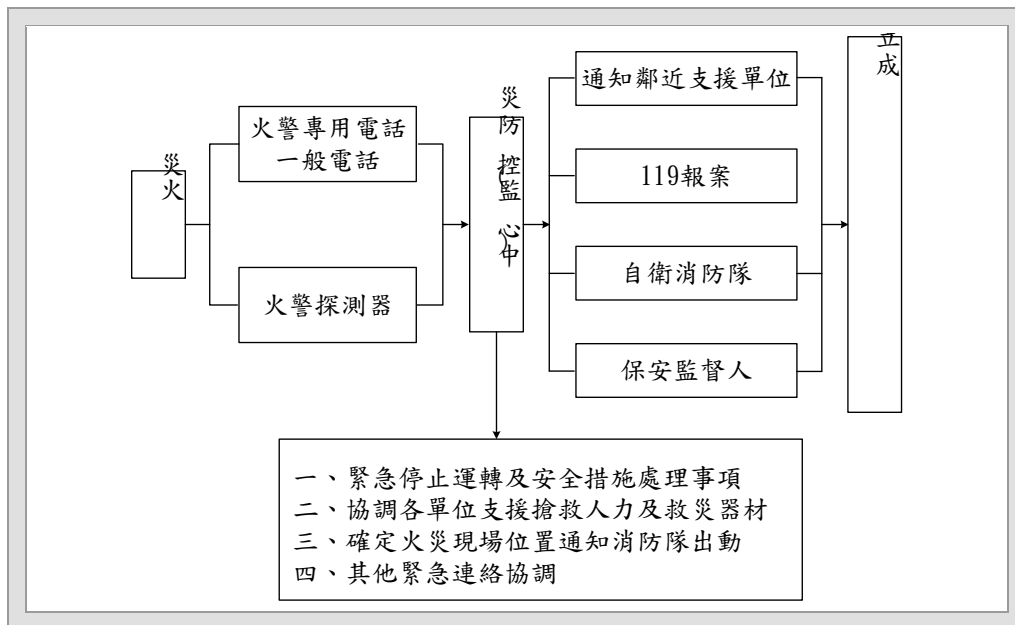 災火
火警專用電話
一般電話
火警探測器
災防 控監 心中
通知鄰近支援單位
119報案
自衛消防隊
保安監督人
立成
一、緊急停止運轉及安全措施處理事項
二、協調各單位支援搶救人力及救災器材
三、確定火災現場位置通知消防隊出動
四、其他緊急連絡協調